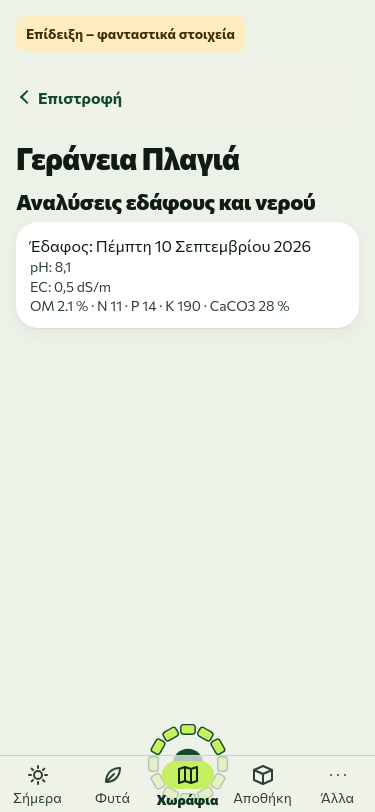 Επίδειξη – φανταστικά στοιχεία
Επιστροφή
Γεράνεια Πλαγιά
Αναλύσεις εδάφους και νερού
Έδαφος: Πέμπτη 10 Σεπτεμβρίου 2026
pH: 8,1
EC: 0,5 dS/m
OM 2.1 % · N 11 · P 14 · K 190 · CaCO3 28 %
Σήμερα
Φυτά
Χωράφια
Αποθήκη
Άλλα